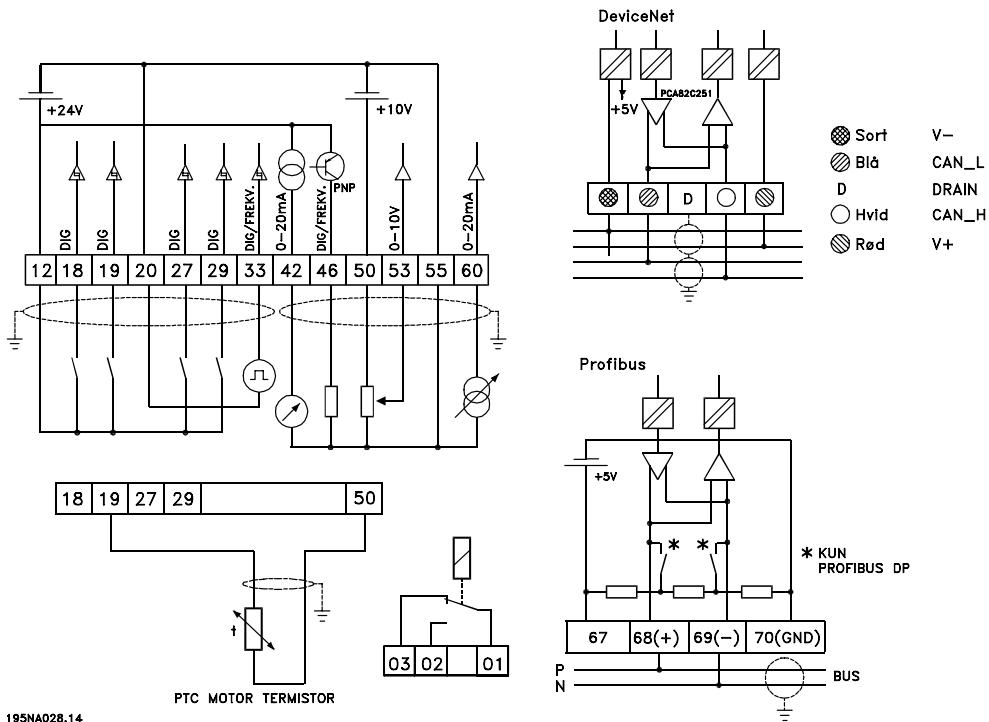 DeviceNet
+24V
+10V
+5V
PCA82C251
PNP
DIG
DIG
DIG
DIG
DIG/FREKV.
0-20mA
DIG/FREKV.
0-10V
0-20mA
12 18 19 20 27 29 33 42 46 50 53 55 60
D
Sort V-
Blå CAN_L
D DRAIN
Hvid CAN_H
Rød V+
Profibus
+5V
* *
* KUN
PROFIBUS DP
67 68(+) 69(-) 70(GND)
P
N
BUS
18 19 27 29 50
t
PTC MOTOR TERMISTOR
03 02 01
195NA028.14